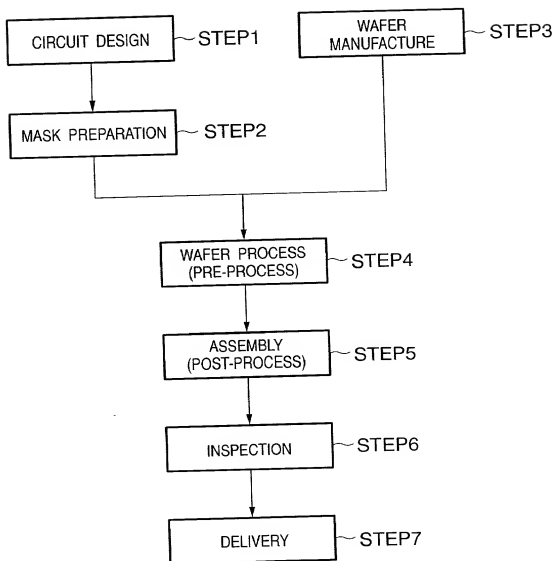 CIRCUIT DESIGN
STEP1
WAFER
MANUFACTURE
STEP3
MASK PREPARATION
STEP2
WAFER PROCESS
(PRE-PROCESS)
STEP4
ASSEMBLY
(POST-PROCESS)
STEP5
INSPECTION
STEP6
DELIVERY
STEP7